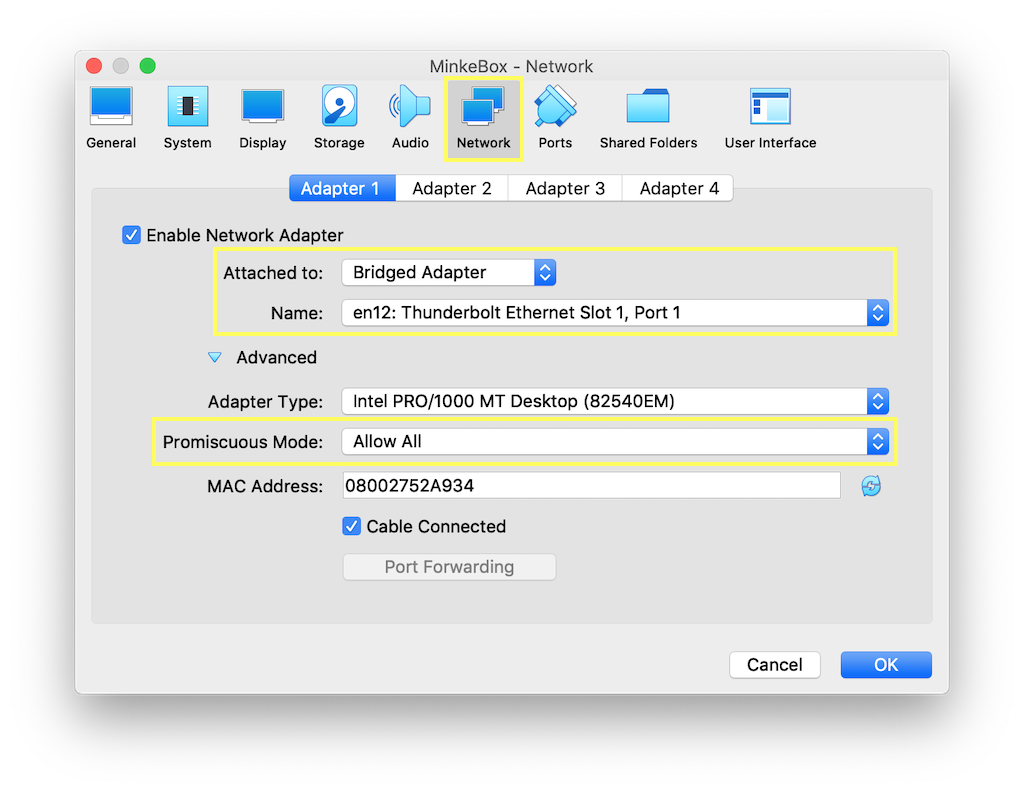 MinkeBox - Network
General System Display Storage Audio Network Ports Shared Folders User Interface
Adapter 1 Adapter 2 Adapter 3 Adapter 4
Enable Network Adapter
Attached to: Bridged Adapter
Name: en12: Thunderbolt Ethernet Slot 1, Port 1
Advanced
Adapter Type: Intel PRO/1000 MT Desktop (82540EM)
Promiscuous Mode: Allow All
MAC Address: 08002752A934
Cable Connected
Port Forwarding
Cancel OK